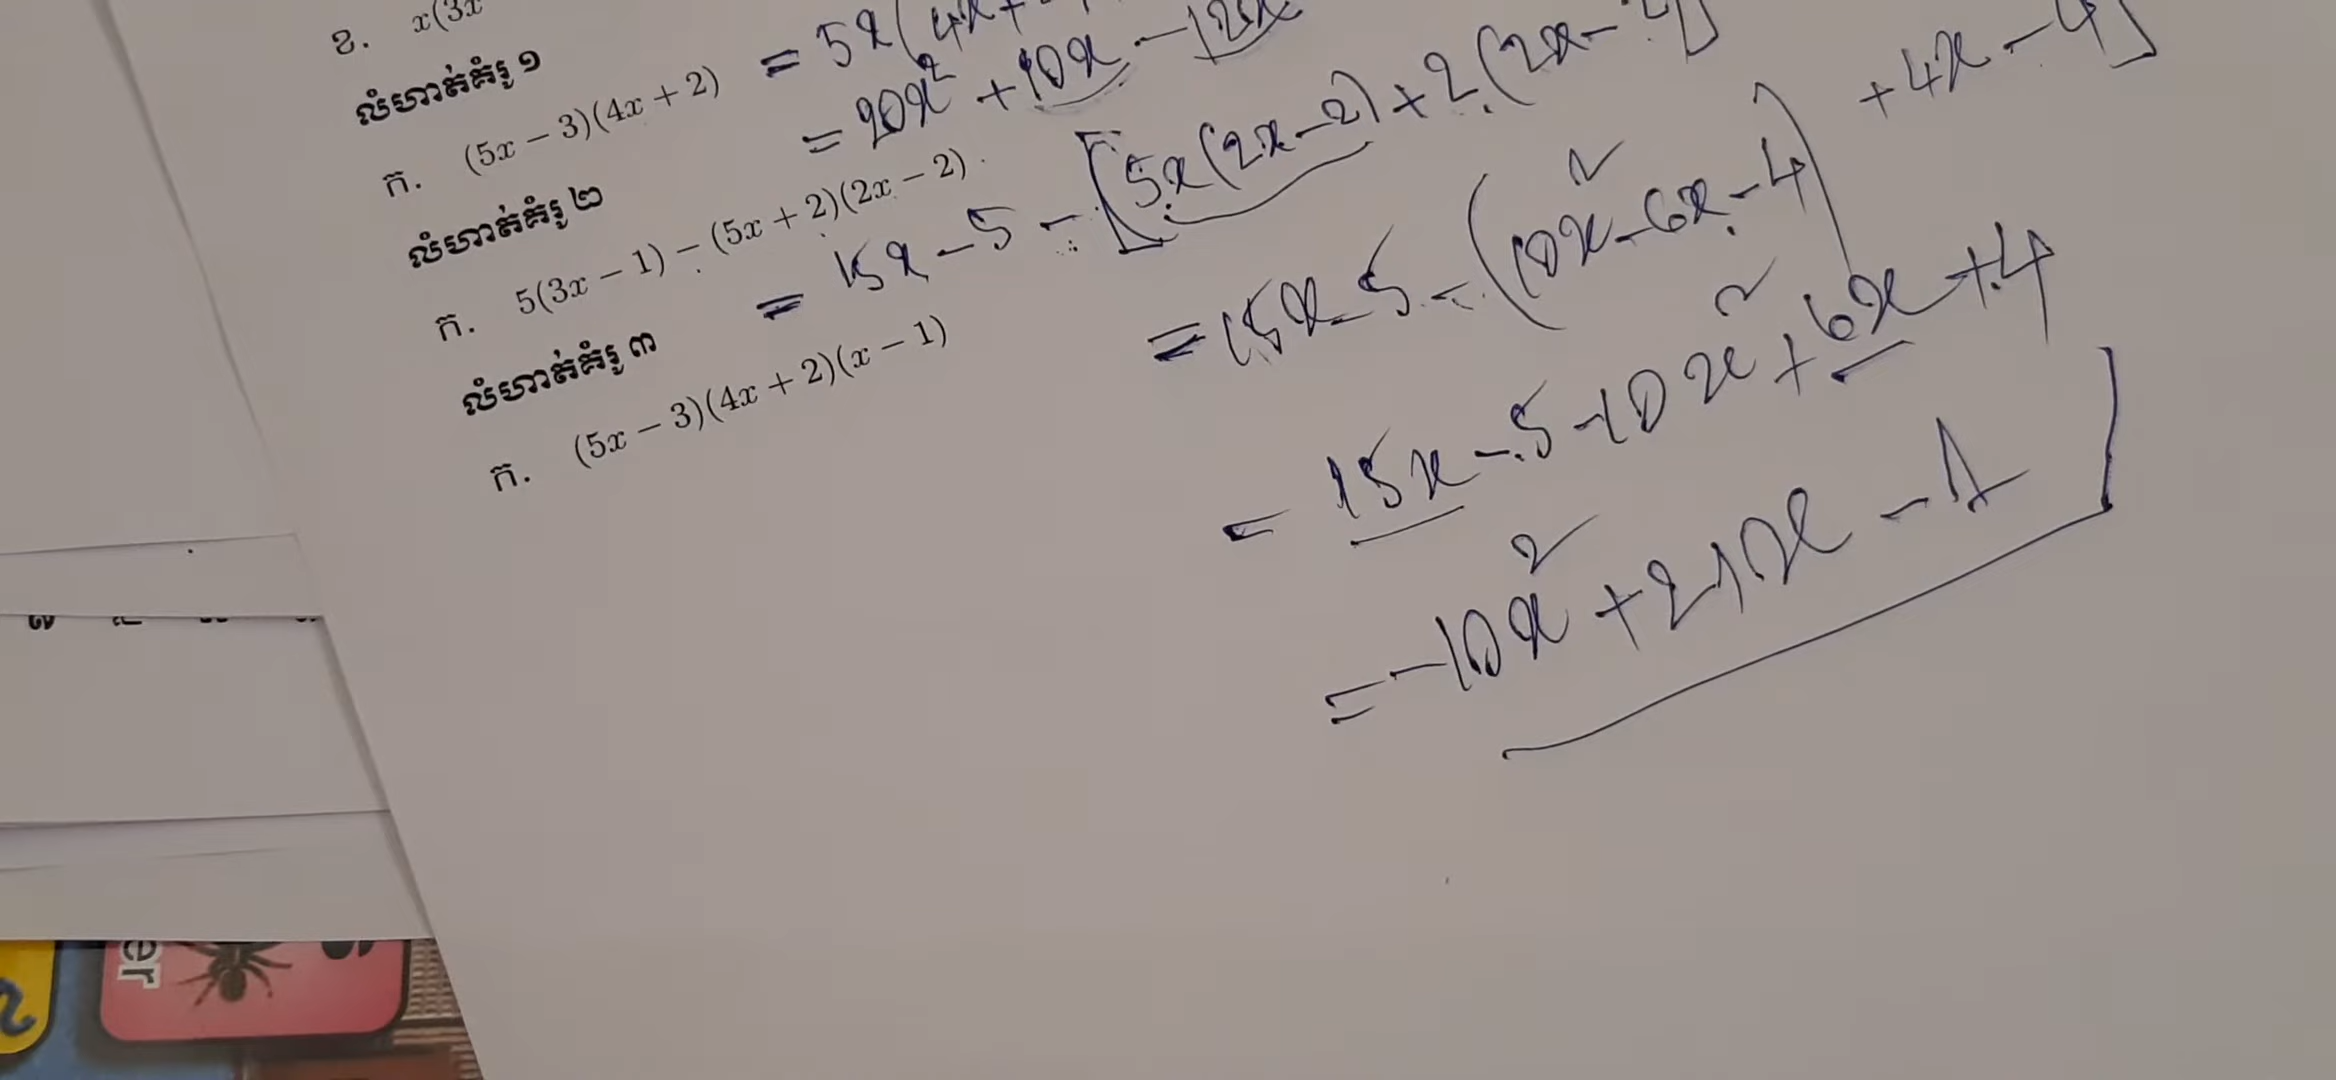 ខ. x(3x
លំហាត់គំរូ ១
ក. (5x − 3)(4x + 2)
= 5x(4x+
= 20x² + 10x − 12x
លំហាត់គំរូ ២
ក. 5(3x − 1) − (5x + 2)(2x − 2)
= 15x − 5 − [5x(2x−2) + 2(2x−2)]
+ 4x − 4]
= 15x − 5 − (10x² − 6x − 4)
= 15x − 5 − 10x² + 6x + 4
= −10x² + 21x − 1
លំហាត់គំរូ ៣
ក. (5x − 3)(4x + 2)(x − 1)
er